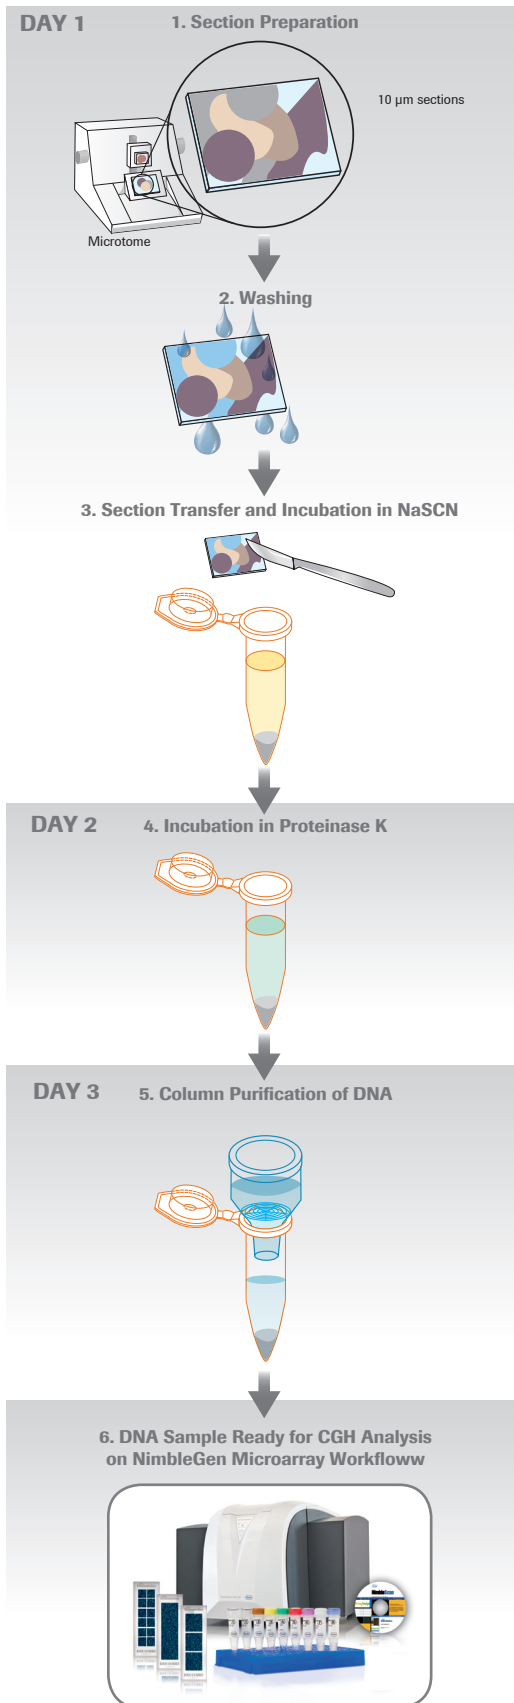 DAY 1
1. Section Preparation
10 µm sections
Microtome
2. Washing
3. Section Transfer and Incubation in NaSCN
DAY 2
4. Incubation in Proteinase K
DAY 3
5. Column Purification of DNA
6. DNA Sample Ready for CGH Analysis
on NimbleGen Microarray Workfloww